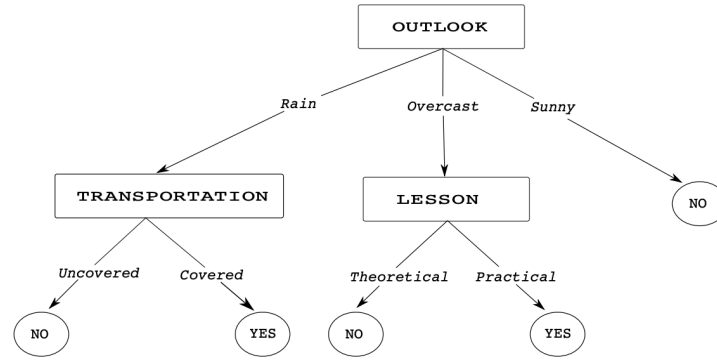 OUTLOOK
Rain
Overcast
Sunny
TRANSPORTATION
LESSON
NO
Uncovered
Covered
Theoretical
Practical
NO
YES
NO
YES